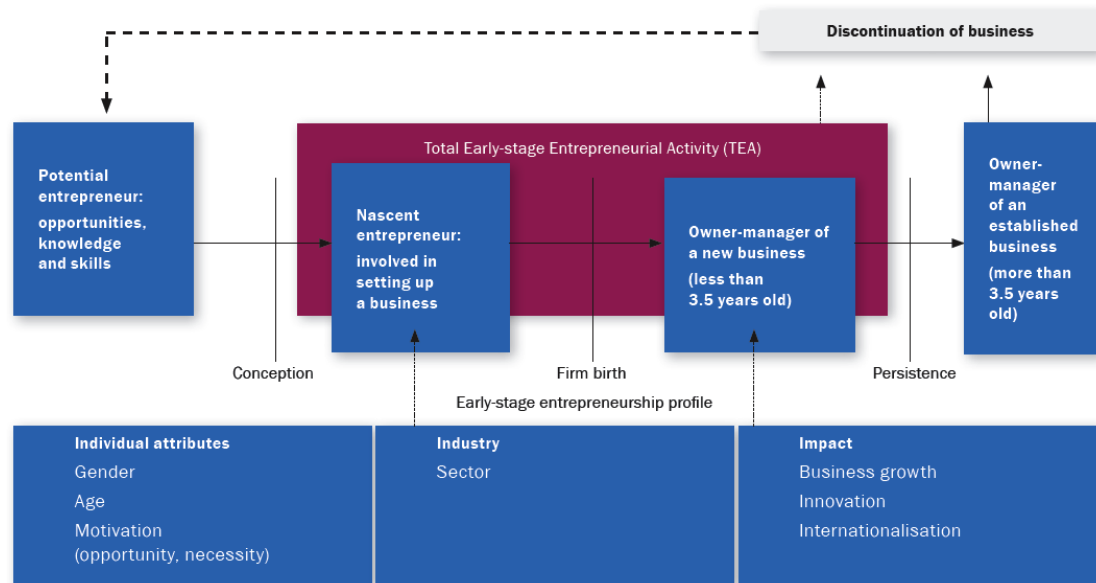 Discontinuation of business
Total Early-stage Entrepreneurial Activity (TEA)
Potential
entrepreneur:
opportunities,
knowledge
and skills
Nascent
entrepreneur:
involved in
setting up
a business
Owner-manager of
a new business
(less than
3.5 years old)
Owner-
manager
of an
established
business
(more than
3.5 years
old)
Conception
Firm birth
Persistence
Early-stage entrepreneurship profile
Individual attributes
Gender
Age
Motivation
(opportunity, necessity)
Industry
Sector
Impact
Business growth
Innovation
Internationalisation